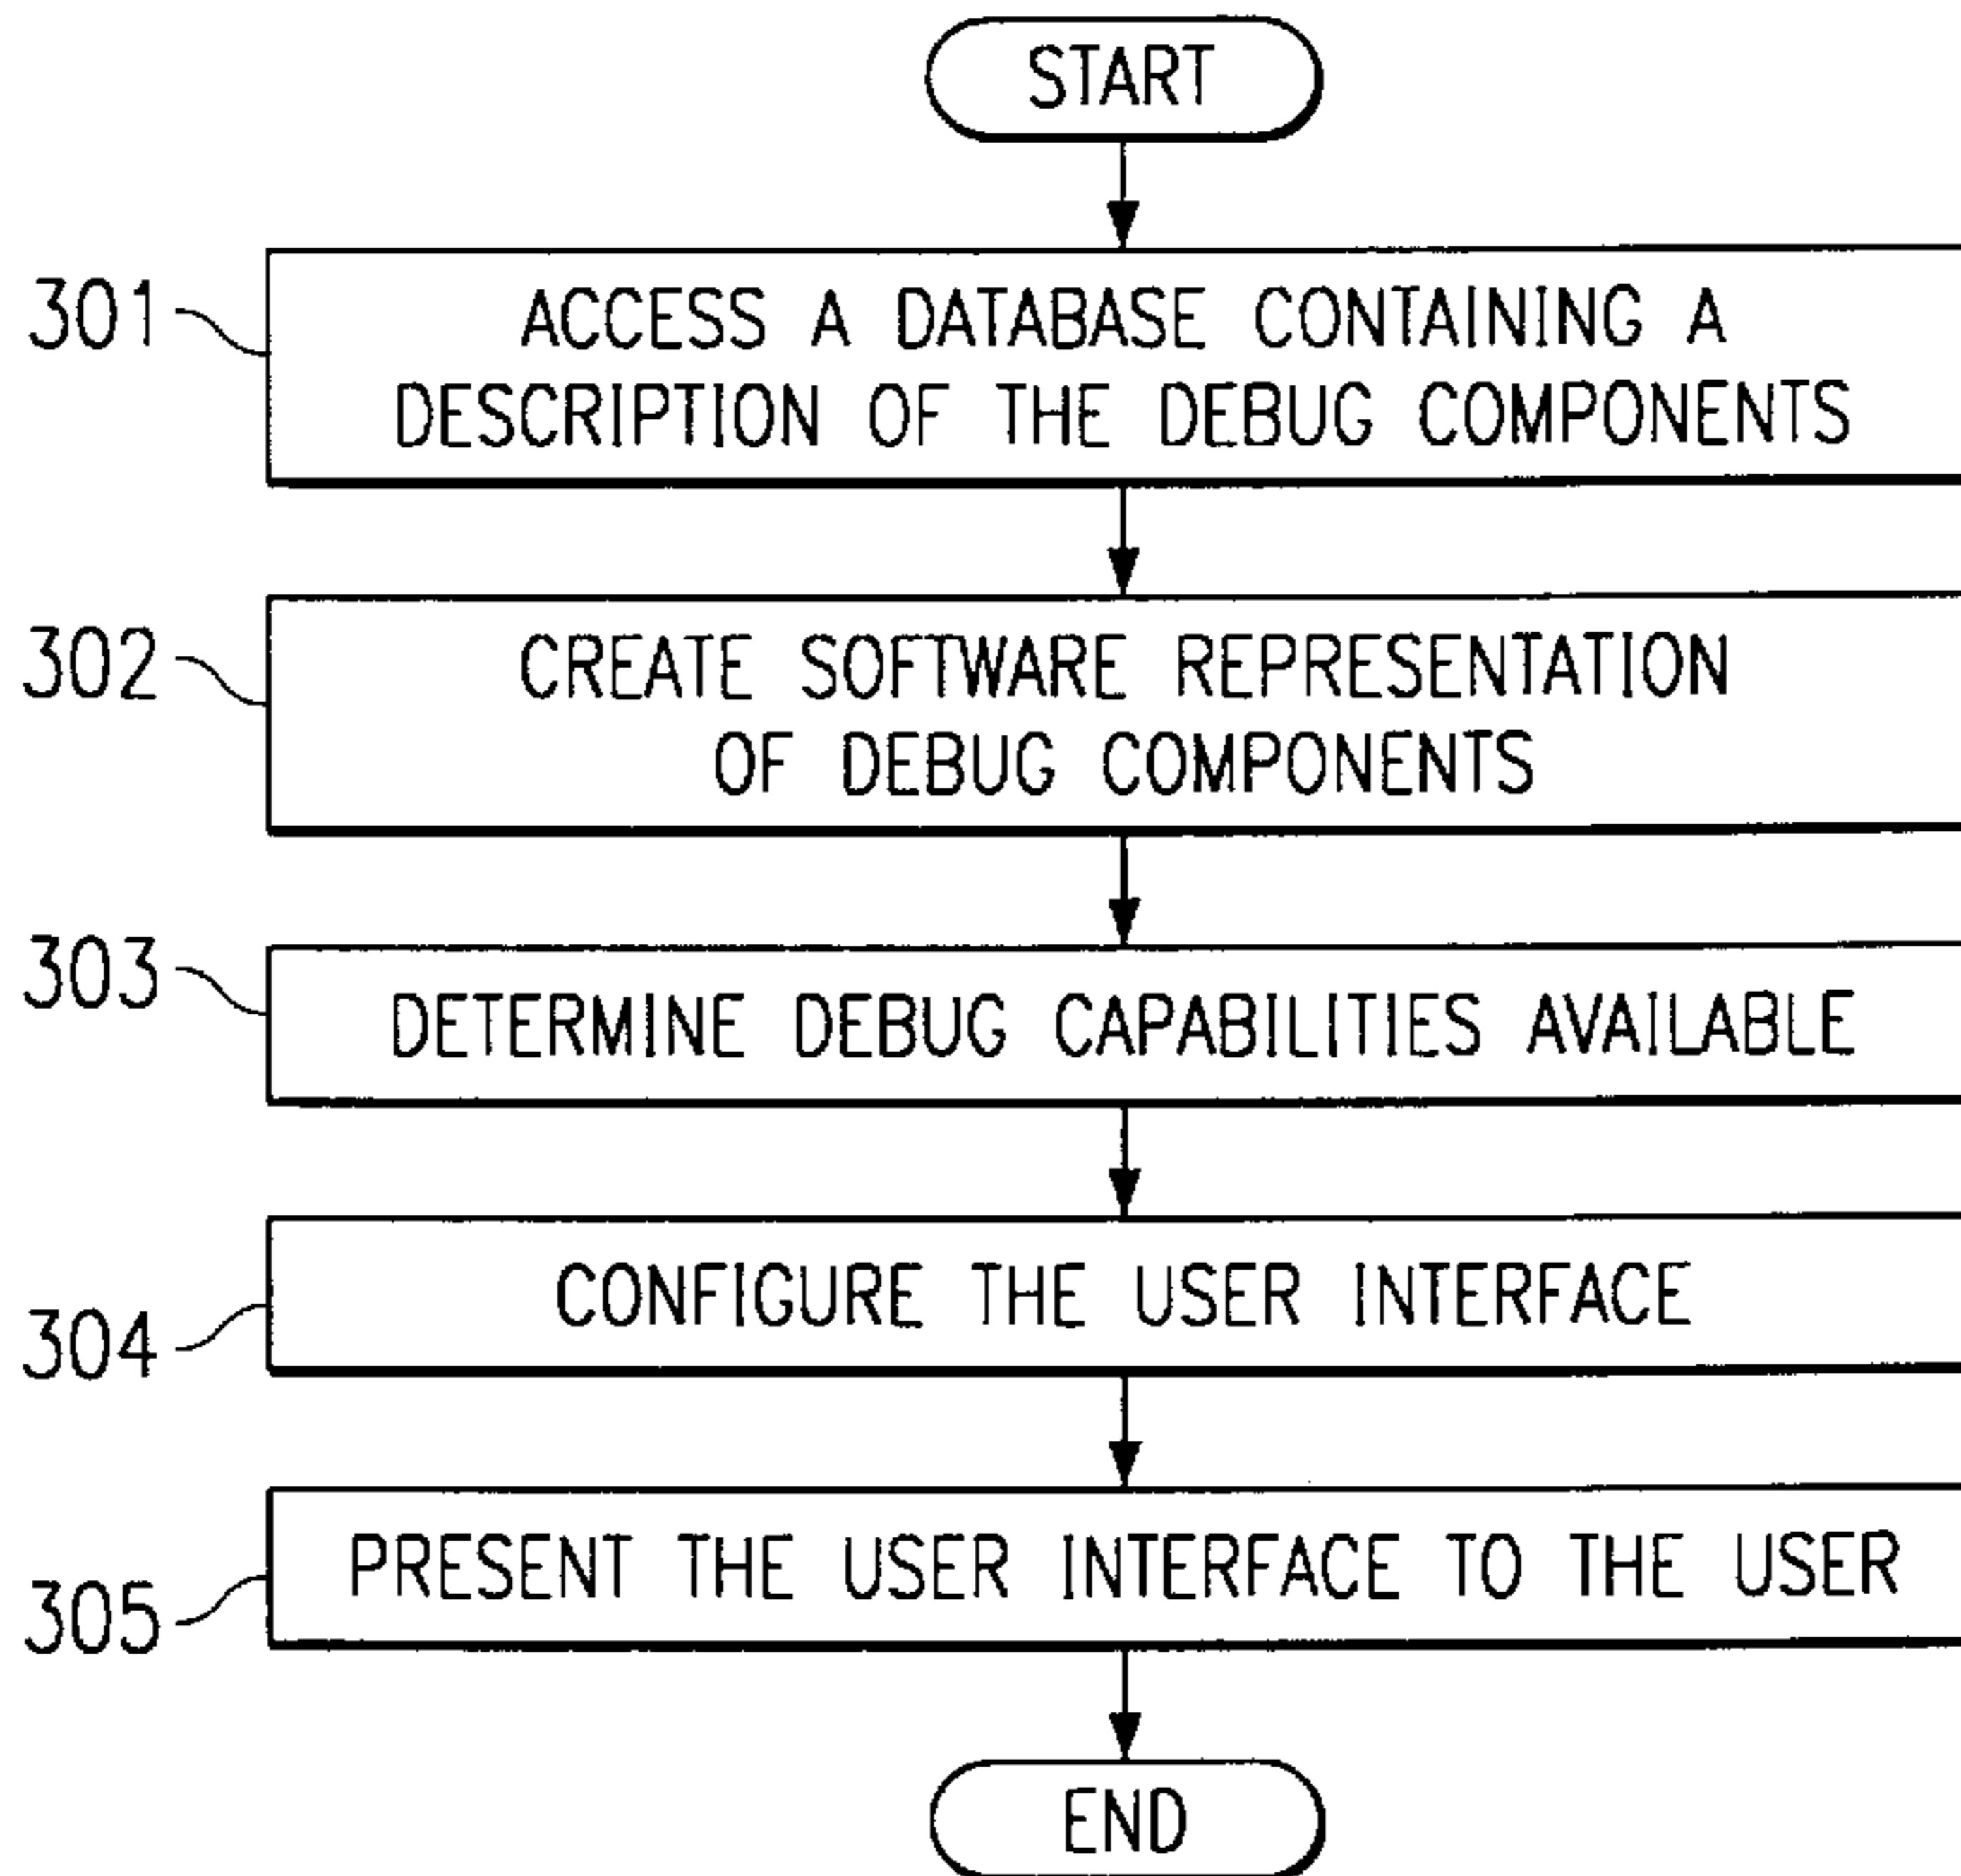 START
301
ACCESS A DATABASE CONTAINING A
DESCRIPTION OF THE DEBUG COMPONENTS
302
CREATE SOFTWARE REPRESENTATION
OF DEBUG COMPONENTS
303
DETERMINE DEBUG CAPABILITIES AVAILABLE
304
CONFIGURE THE USER INTERFACE
305
PRESENT THE USER INTERFACE TO THE USER
END